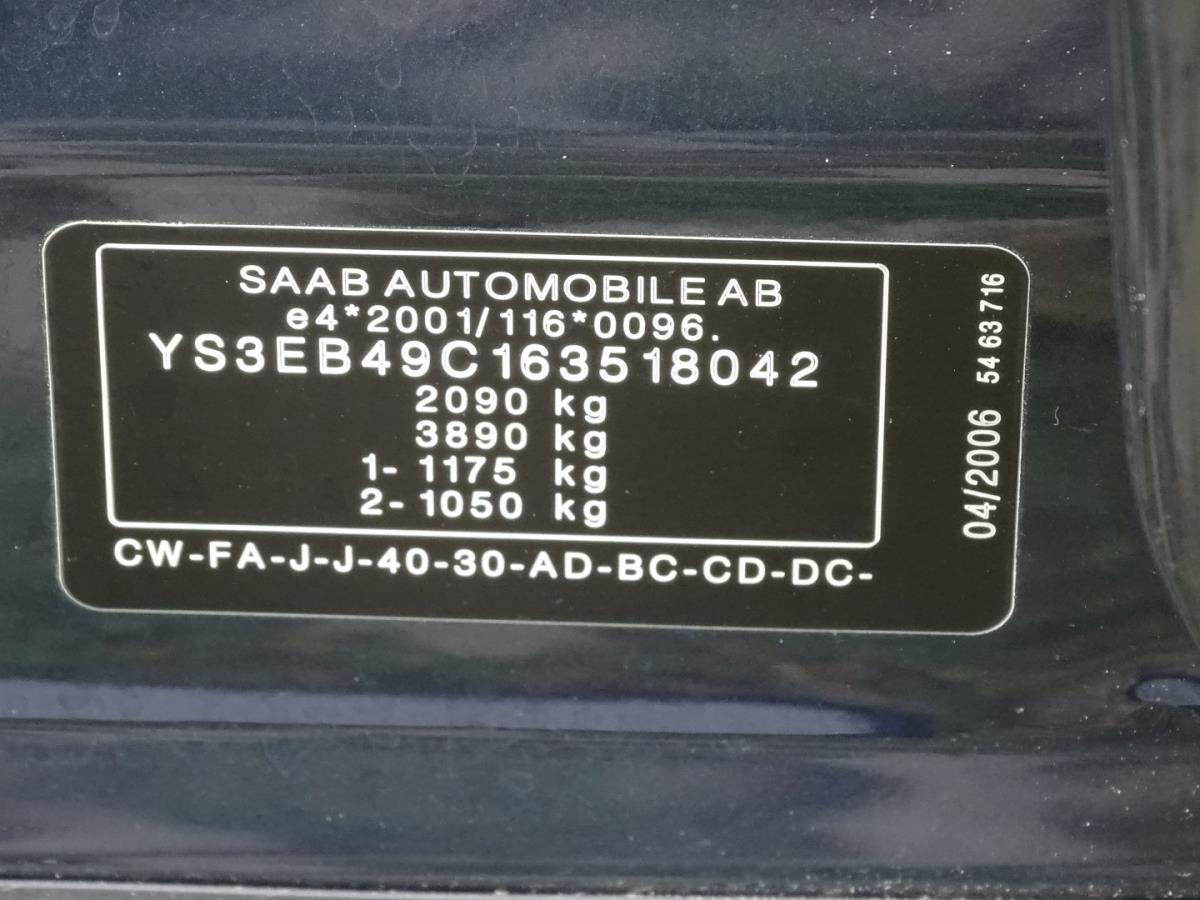 SAAB AUTOMOBILE AB
e4*2001/116*0096.
YS3EB49C163518042
2090 kg
3890 kg
1- 1175 kg
2- 1050 kg
CW-FA-J-J-40-30-AD-BC-CD-DC-
04/2006 54 63 716